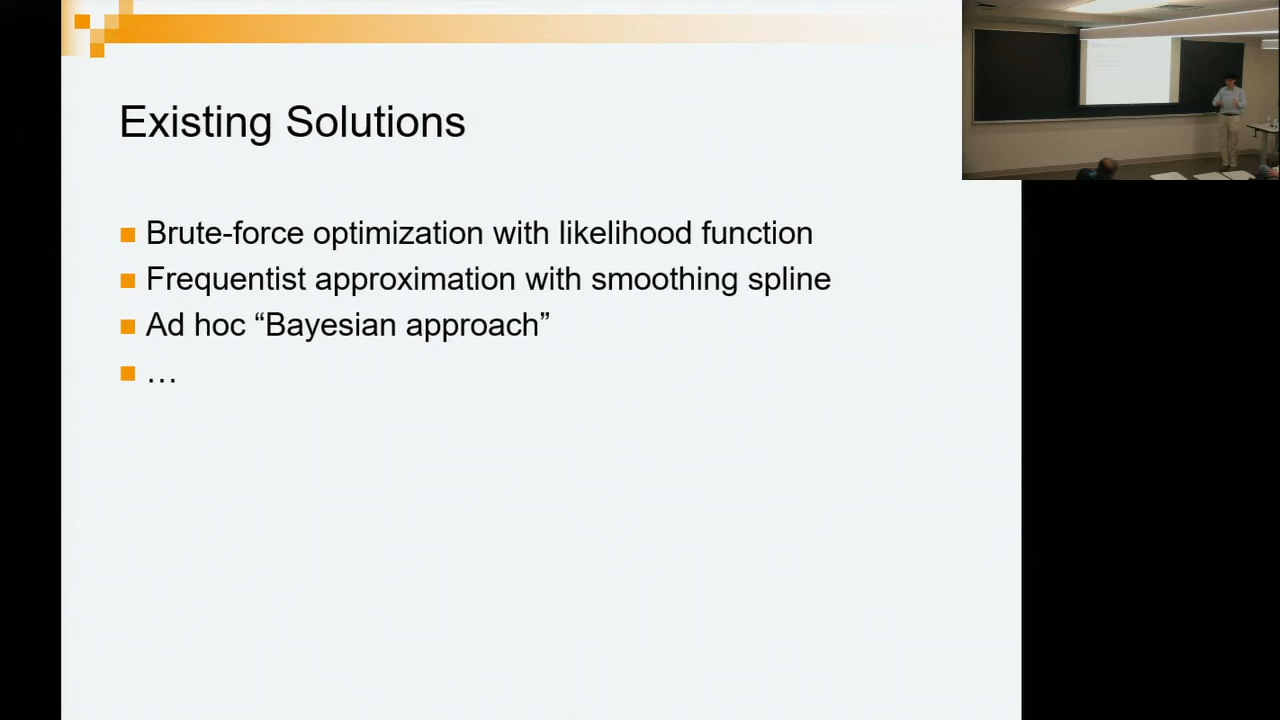 Existing Solutions
Brute-force optimization with likelihood function
Frequentist approximation with smoothing spline
Ad hoc “Bayesian approach”
…